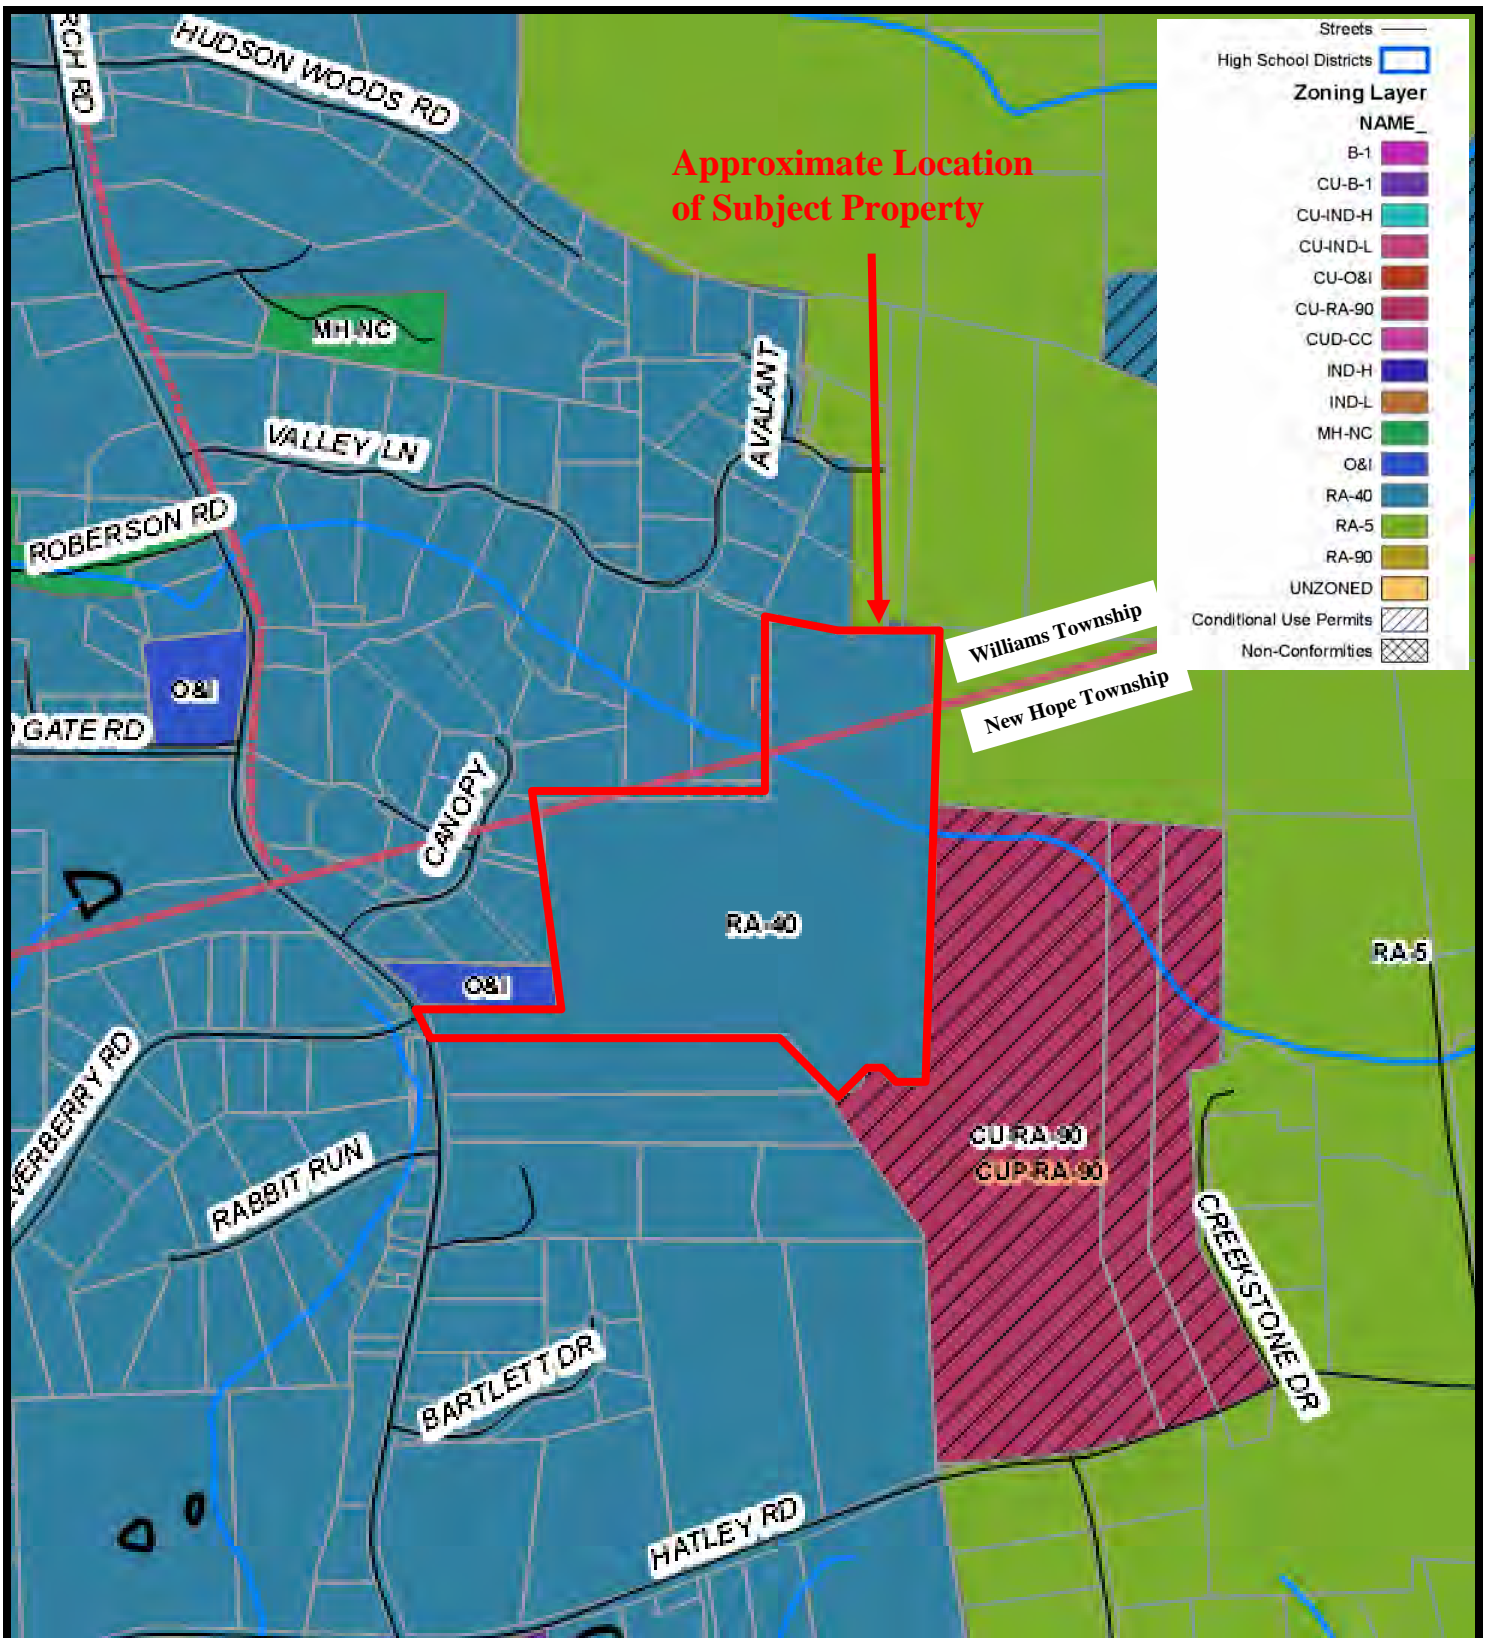 RCH RD
HUDSON WOODS RD
Approximate Location
of Subject Property
Streets
High School Districts
Zoning Layer
NAME_
B-1
CU-B-1
CU-IND-H
CU-IND-L
CU-O&I
CU-RA-90
CUD-CC
IND-H
IND-L
MH-NC
O&I
RA-40
RA-5
RA-90
UNZONED
Conditional Use Permits
Non-Conformities
MH-NC
VALLEY LN
AVALANT
ROBERSON RD
Williams Township
New Hope Township
O&I
GATE RD
CANOPY
RA-40
RA-5
O&I
VERBERRY RD
RABBIT RUN
CU-RA-90
CUP-RA-90
CREEKSTONE DR
BARTLETT DR
HATLEY RD